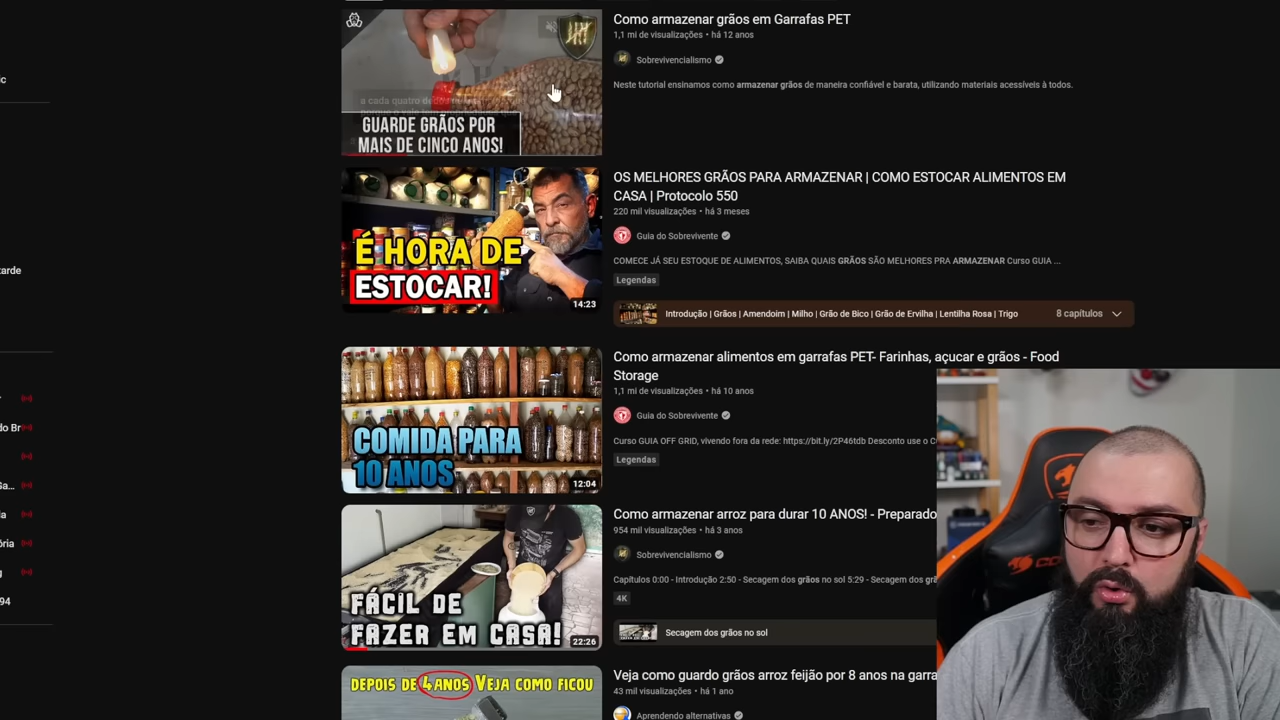 Como armazenar grãos em Garrafas PET
1,1 mi de visualizações • há 12 anos
Sobrevivencialismo
Neste tutorial ensinamos como armazenar grãos de maneira confiável e barata, utilizando materiais acessíveis à todos.
GUARDE GRÃOS POR
MAIS DE CINCO ANOS!
OS MELHORES GRÃOS PARA ARMAZENAR | COMO ESTOCAR ALIMENTOS EM
CASA | Protocolo 550
220 mil visualizações • há 3 meses
Guia do Sobrevivente
COMECE JÁ SEU ESTOQUE DE ALIMENTOS, SAIBA QUAIS GRÃOS SÃO MELHORES PRA ARMAZENAR Curso GUIA ...
Legendas
Introdução | Grãos | Amendoim | Milho | Grão de Bico | Grão de Ervilha | Lentilha Rosa | Trigo
8 capítulos
É HORA DE
ESTOCAR!
14:23
Como armazenar alimentos em garrafas PET- Farinhas, açucar e grãos - Food
Storage
1,1 mi de visualizações • há 10 anos
Guia do Sobrevivente
Curso GUIA OFF GRID, vivendo fora da rede: https://bit.ly/2P46tdb Desconto use o C
Legendas
COMIDA PARA
10 ANOS
12:04
Como armazenar arroz para durar 10 ANOS! - Preparado
954 mil visualizações • há 3 anos
Sobrevivencialismo
Capítulos 0:00 - Introdução 2:50 - Secagem dos grãos no sol 5:29 - Secagem dos grã
4K
Secagem dos grãos no sol
FÁCIL DE
FAZER EM CASA!
22:26
Veja como guardo grãos arroz feijão por 8 anos na garra
43 mil visualizações • há 1 ano
Aprendendo alternativas
DEPOIS DE 4 ANOS VEJA COMO FICOU
ic
tarde
do Br
Sa...
la
ória
g
94